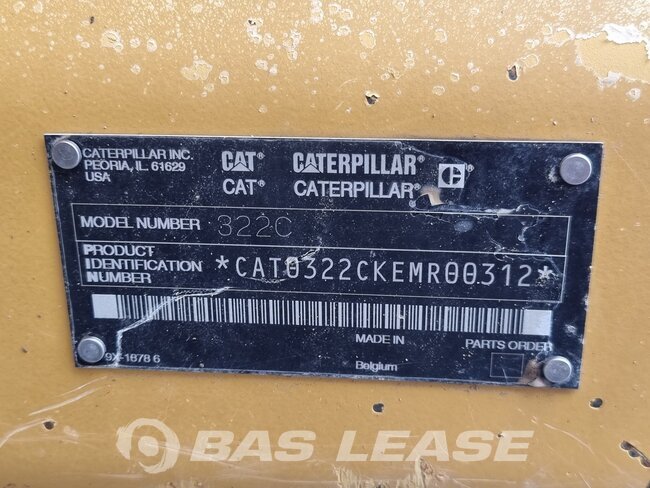 CATERPILLAR INC.
PEORIA, IL. 61629
USA
CAT® CATERPILLAR® C
CAT® CATERPILLAR®
MODEL NUMBER 322C
PRODUCT
IDENTIFICATION
NUMBER
*CAT0322CKEMR00312*
MADE IN PARTS ORDER
9X-1878 6 Belgium
BAS LEASE